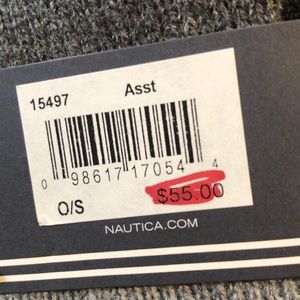 15497 Asst
0 98617 17054 4
O/S $55.00
NAUTICA.COM